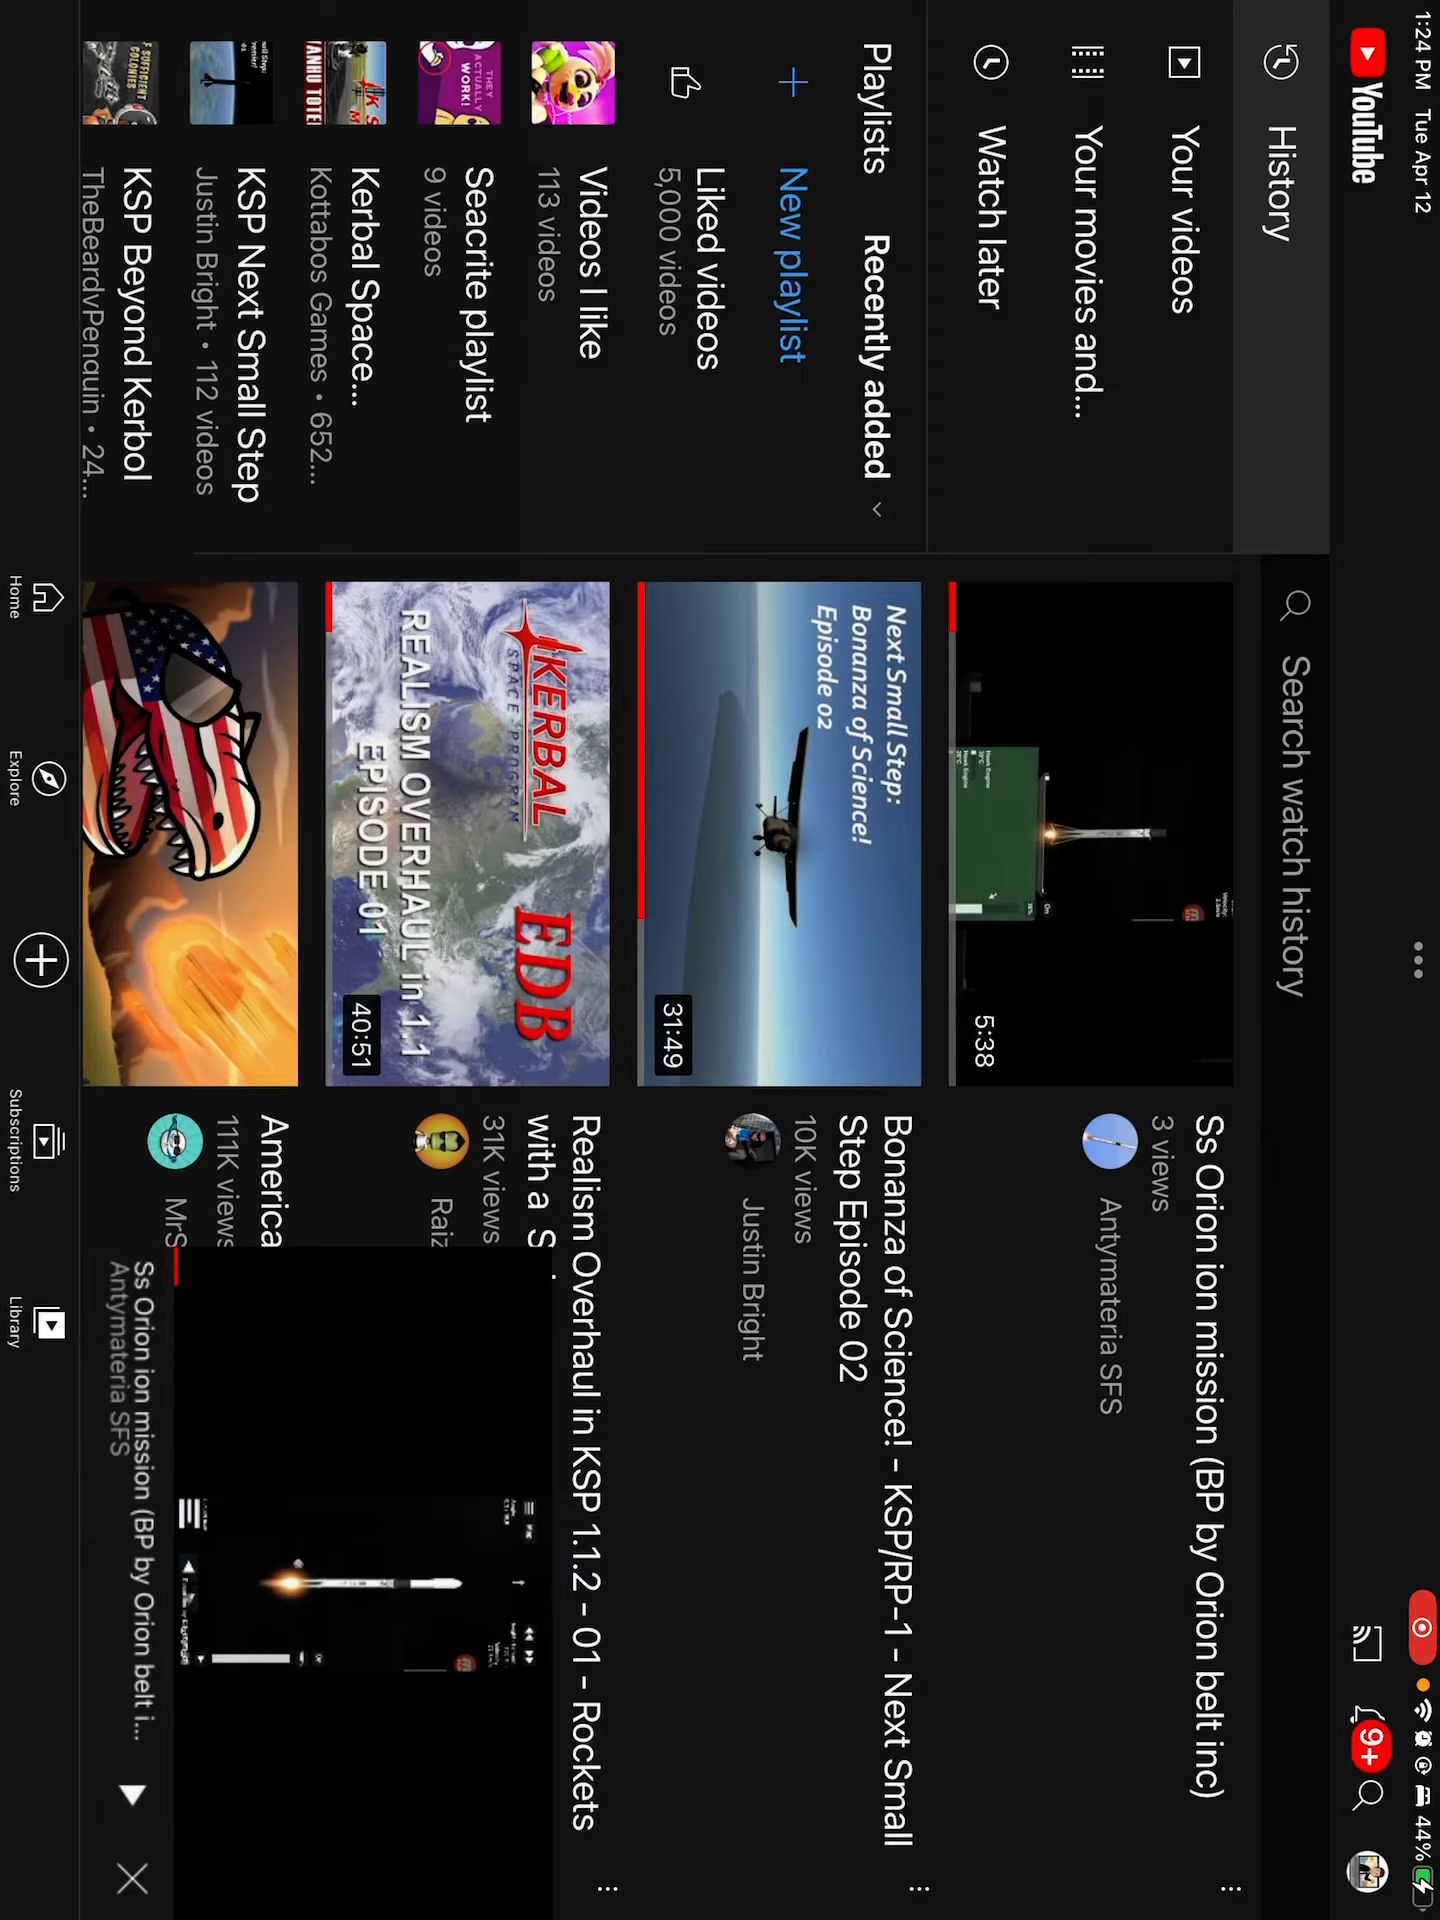 1:24 PM Tue Apr 12
44%
YouTube
9+
History
Your videos
Your movies and...
Watch later
Playlists
Recently added
New playlist
Liked videos
5,000 videos
Videos I like
113 videos
Seacrite playlist
9 videos
Kerbal Space...
Kottabos Games • 652...
KSP Next Small Step
Justin Bright • 112 videos
KSP Beyond Kerbol
TheBeardyPenquin • 24...
THEY
ACTUALLY
WORK!
Search watch history
5:38
Ss Orion ion mission (BP by Orion belt inc)
3 views
Antymateria SFS
Next Small Step:
Bonanza of Science!
Episode 02
31:49
Bonanza of Science! - KSP/RP-1 - Next Small
Step Episode 02
10K views
Justin Bright
KERBAL
SPACE PROGRAM
EDB
REALISM OVERHAUL in 1.1
EPISODE 01
40:51
Realism Overhaul in KSP 1.1.2 - 01 - Rockets
with a S
31K views
Raiz
America
111K views
MrS
Ss Orion ion mission (BP by Orion belt i...
Antymateria SFS
Home
Explore
Subscriptions
Library